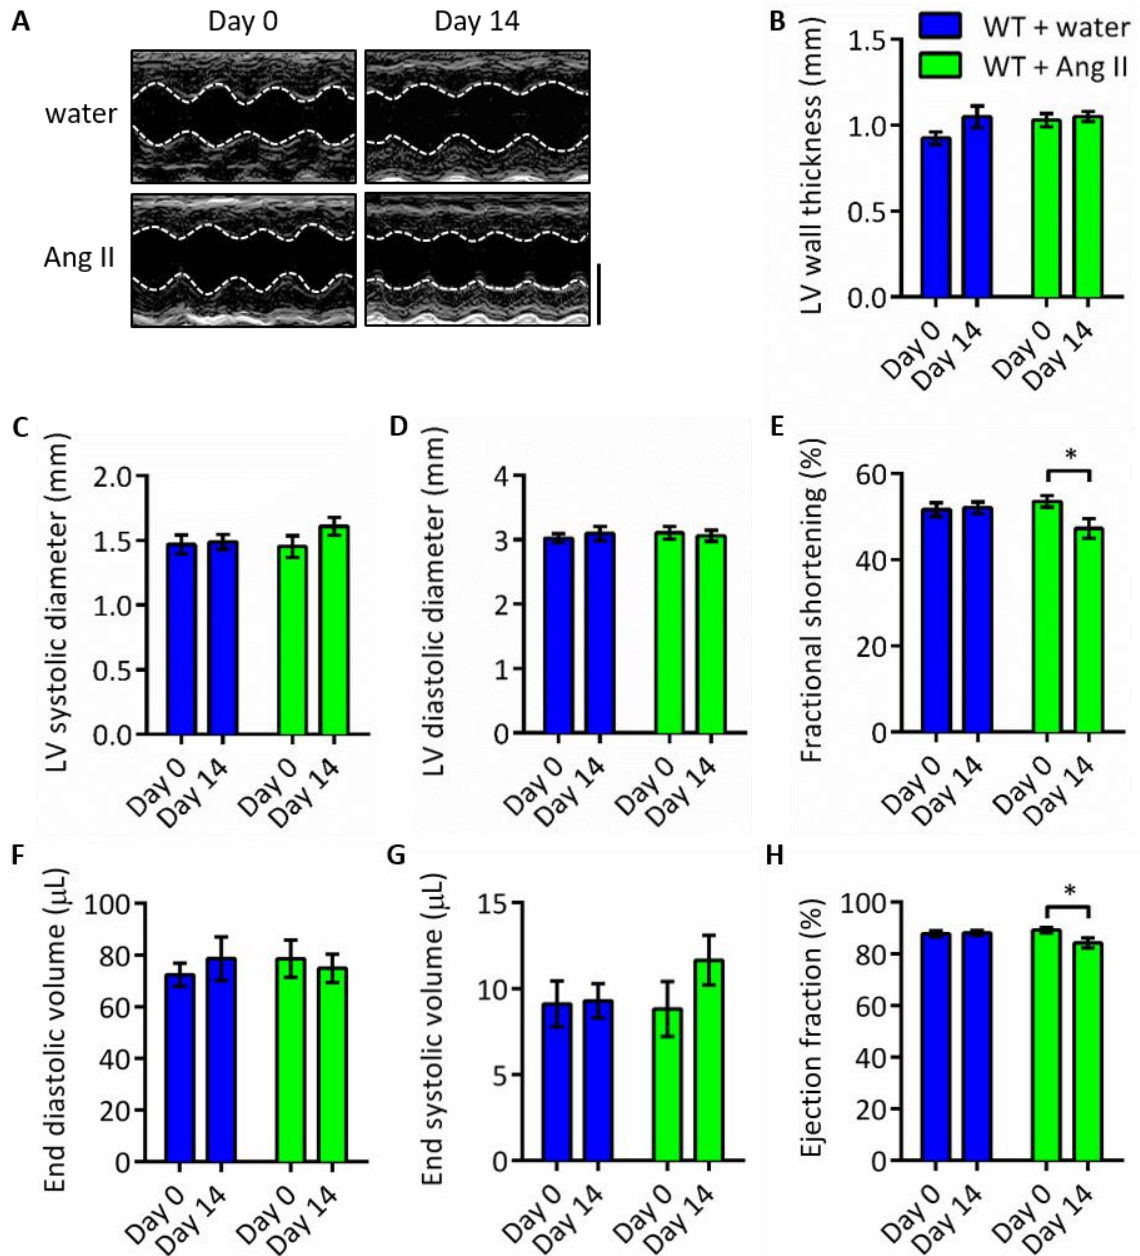 A
Day 0
Day 14
water
Ang II
B
WT + water
WT + Ang II
LV wall thickness (mm)
1.5
1.0
0.5
0.0
Day 0
Day 14
Day 0
Day 14
C
LV systolic diameter (mm)
2.0
1.5
1.0
0.5
0.0
Day 0
Day 14
Day 0
Day 14
D
LV diastolic diameter (mm)
4
3
2
1
0
Day 0
Day 14
Day 0
Day 14
E
Fractional shortening (%)
60
40
20
0
*
Day 0
Day 14
Day 0
Day 14
F
End diastolic volume (μL)
100
80
60
40
20
0
Day 0
Day 14
Day 0
Day 14
G
End systolic volume (μL)
15
10
5
0
Day 0
Day 14
Day 0
Day 14
H
Ejection fraction (%)
100
80
60
40
20
0
*
Day 0
Day 14
Day 0
Day 14